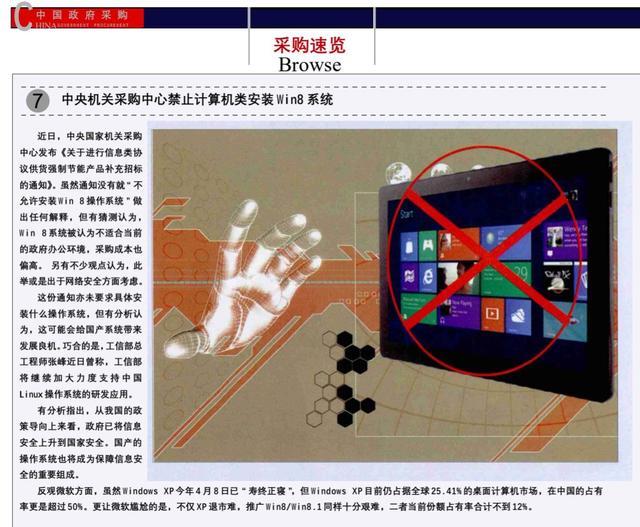 中国政府采购
CHINA GOVERNMENT PROCUREMENT
采购速览
Browse
7 中央机关采购中心禁止计算机类安装Win8系统
近日，中央国家机关采购
中心发布《关于进行信息类协
议供货强制节能产品补充招标
的通知》。虽然通知没有就“不
允许安装Win 8操作系统”做
出任何解释，但有猜测认为，
Win 8系统被认为不适合当前
的政府办公环境，采购成本也
偏高。 另有不少观点认为，此
举或是出于网络安全方面考虑。
这份通知亦未要求具体安
装什么操作系统，但有分析认
为，这可能会给国产系统带来
发展良机。巧合的是，工信部总
工程师张峰近日曾称，工信部
将继续加大力度支持中国
Linux操作系统的研发应用。
有分析指出，从我国的政
策导向上来看，政府已将信息
安全上升到国家安全。国产的
操作系统也将成为保障信息安
全的重要组成。
反观微软方面，虽然Windows XP今年4月8日已“寿终正寝”，但Windows XP目前仍占据全球25.41%的桌面计算机市场，在中国的占有
率更是超过50%。更让微软尴尬的是，不仅XP退市难，推广Win8/Win8.1同样十分艰难，二者当前份额占有率合计不到12%。
Start
29